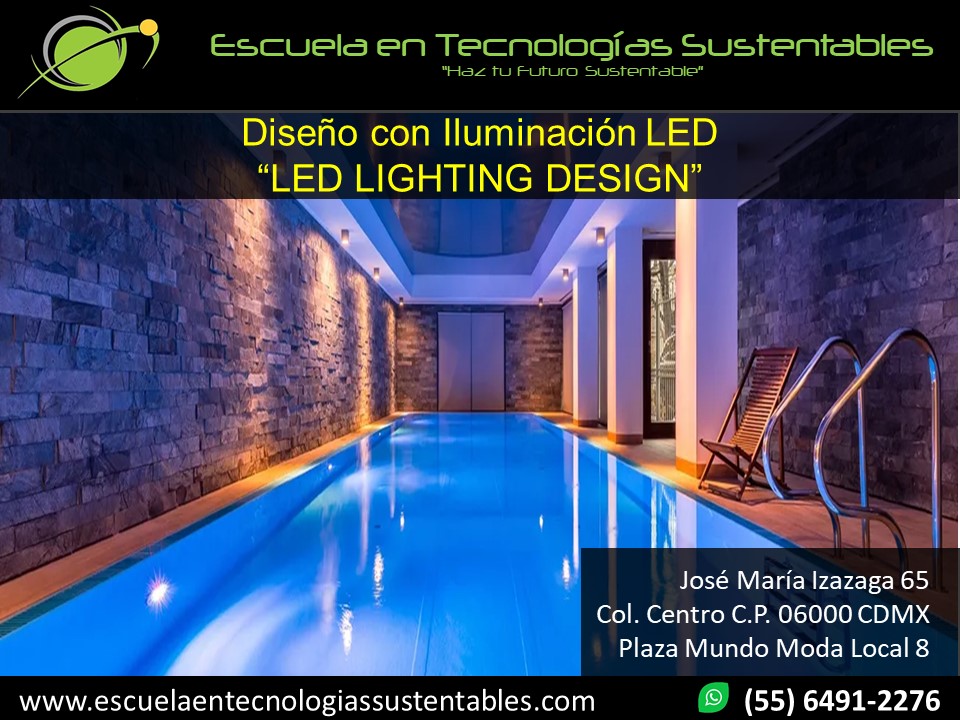 Escuela en Tecnologías Sustentables
"Haz tu Futuro Sustentable"
Diseño con Iluminación LED
“LED LIGHTING DESIGN”
José María Izazaga 65
Col. Centro C.P. 06000 CDMX
Plaza Mundo Moda Local 8
www.escuelaentecnologiassustentables.com
(55) 6491-2276